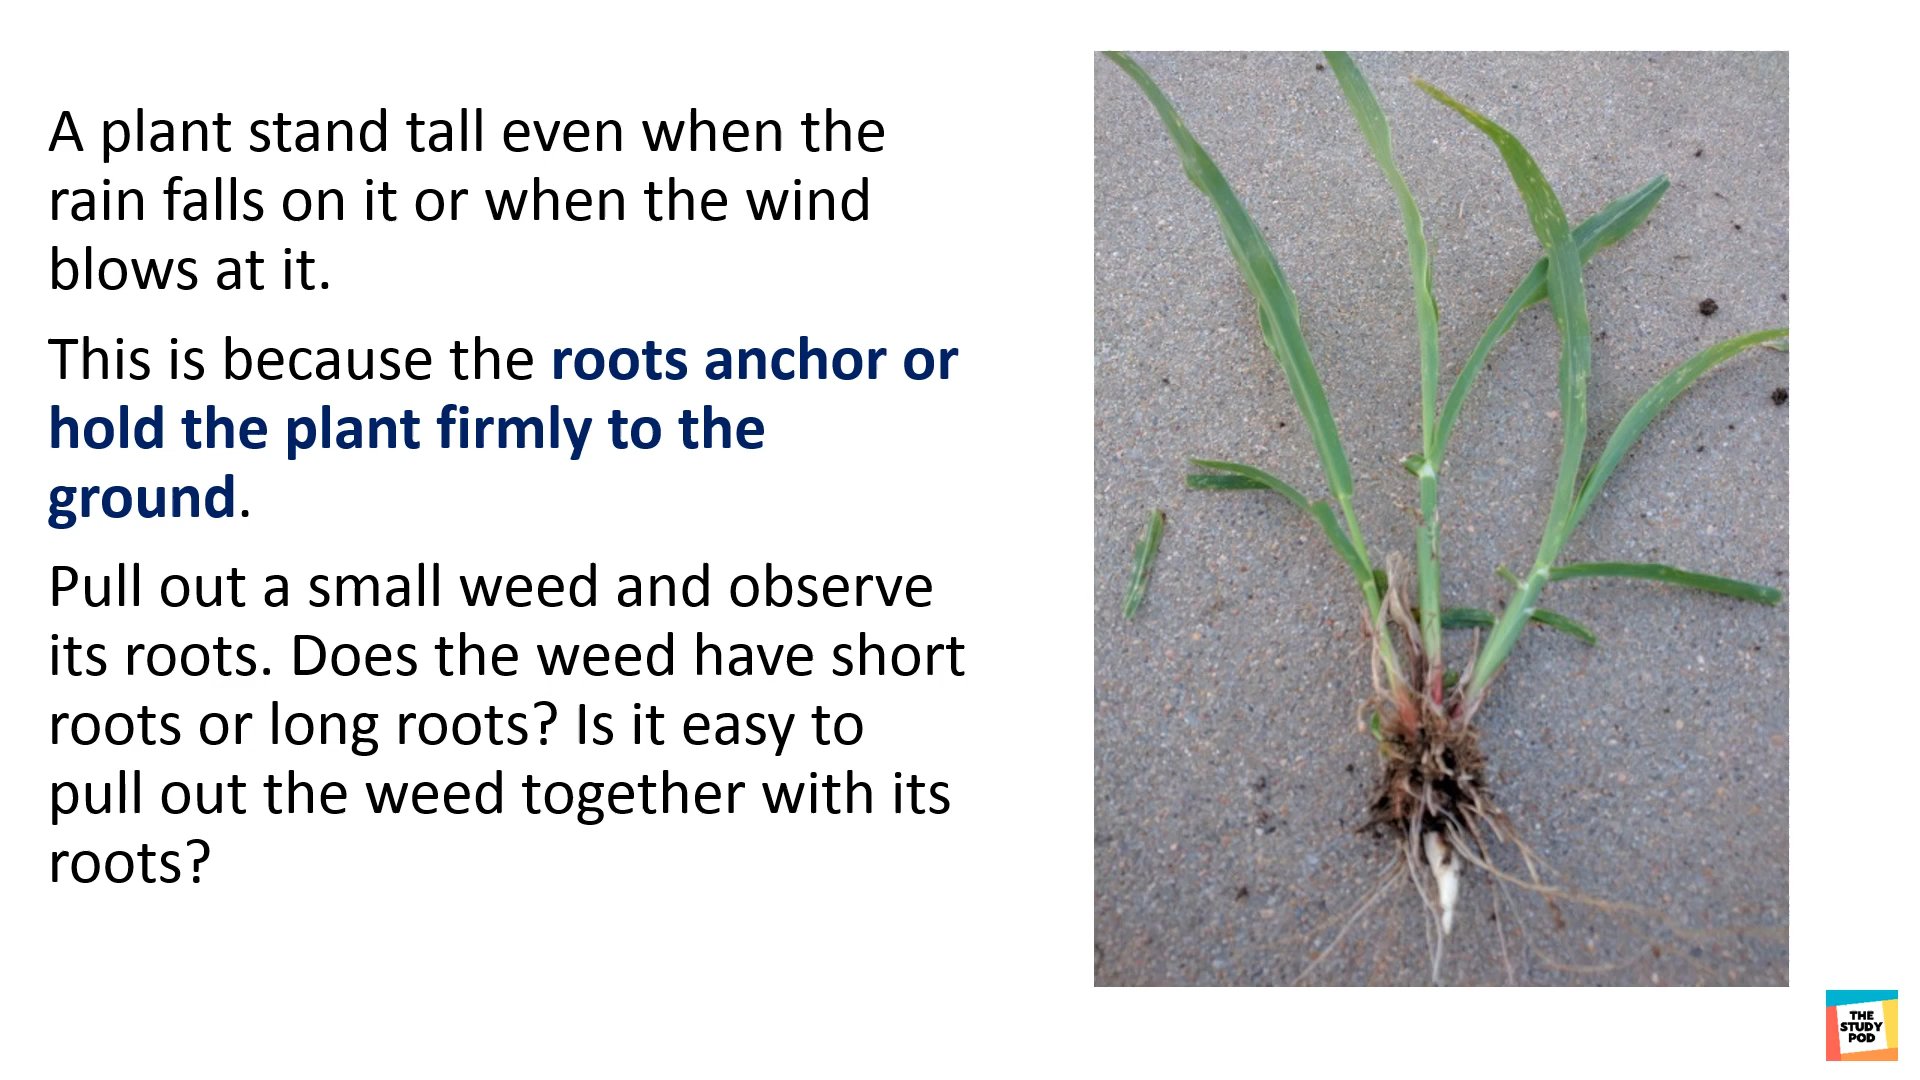 A plant stand tall even when the
rain falls on it or when the wind
blows at it.
This is because the roots anchor or
hold the plant firmly to the
ground.
Pull out a small weed and observe
its roots. Does the weed have short
roots or long roots? Is it easy to
pull out the weed together with its
roots?
THE
STUDY
POD